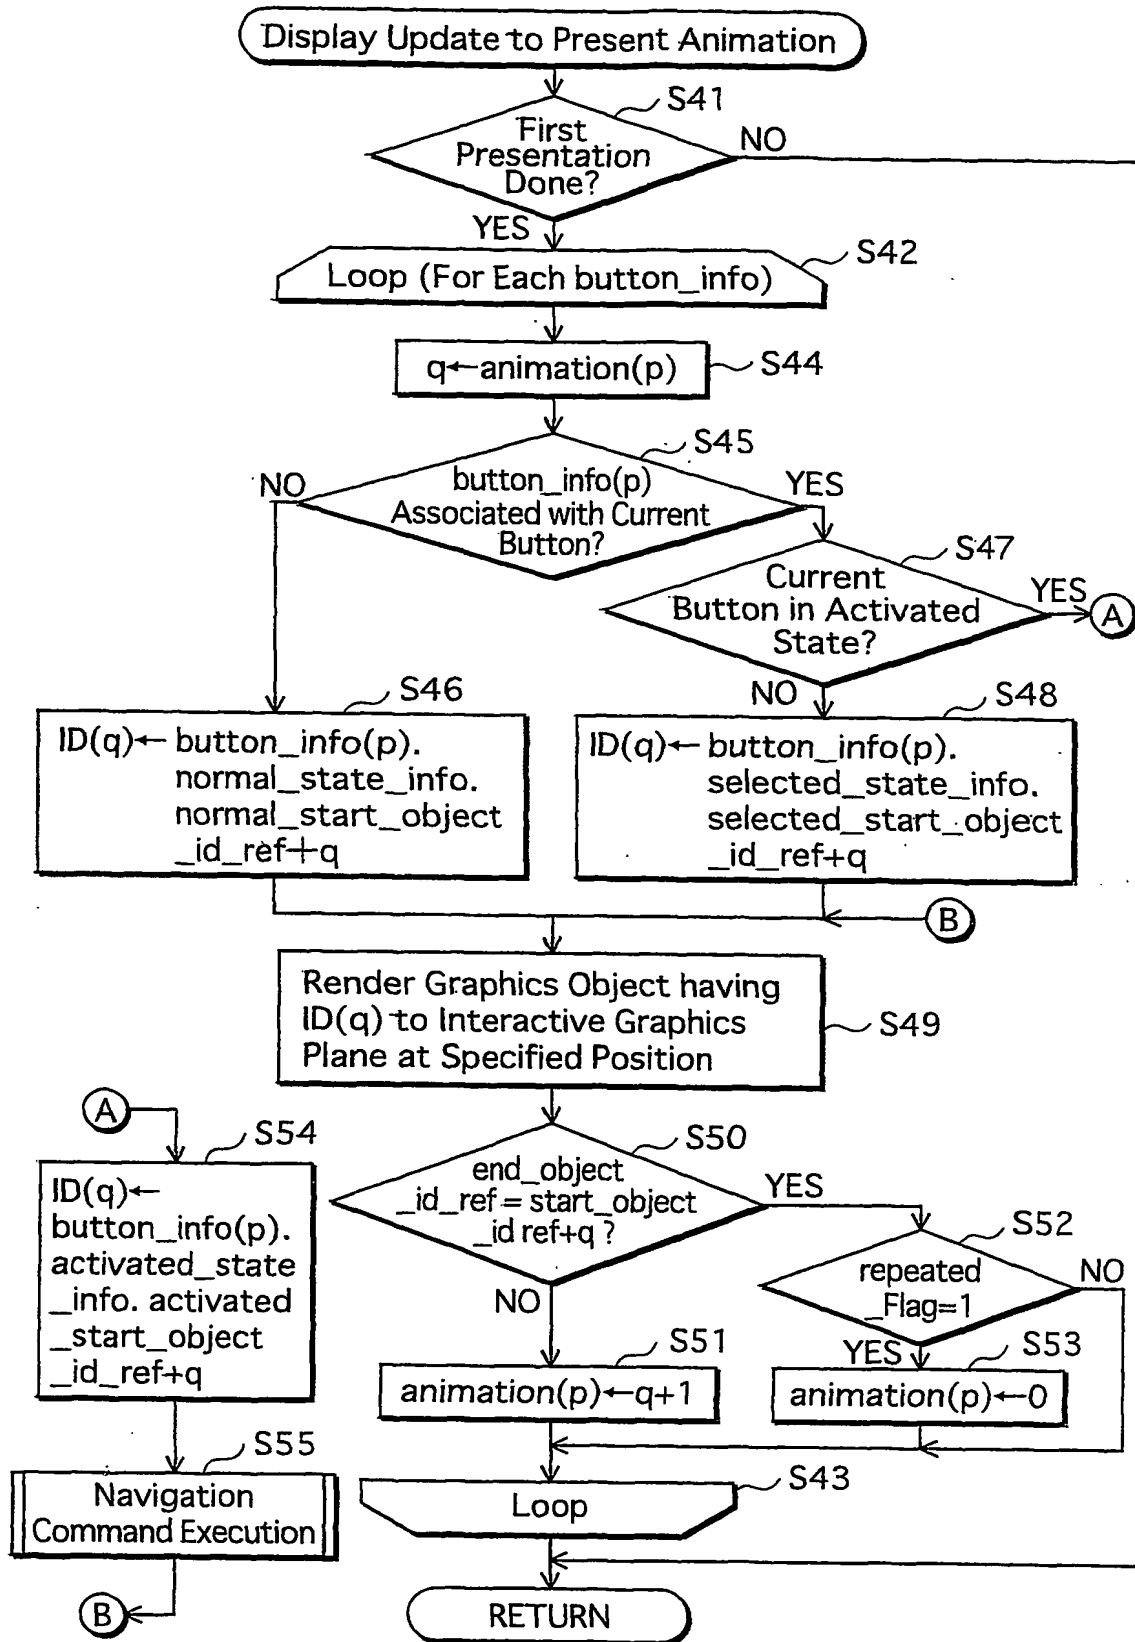 Display Update to Present Animation
S41
First
Presentation
Done?
NO
YES
S42
Loop (For Each button_info)
q←animation(p)
S44
S45
button_info(p)
Associated with Current
Button?
NO
YES
S47
Current
Button in Activated
State?
YES
A
NO
S46
ID(q)← button_info(p).
normal_state_info.
normal_start_object
_id_ref+q
S48
ID(q)← button_info(p).
selected_state_info.
selected_start_object
_id_ref+q
B
Render Graphics Object having
ID(q) to Interactive Graphics
Plane at Specified Position
S49
A
S54
ID(q)←
button_info(p).
activated_state
_info. activated
_start_object
_id_ref+q
S50
end_object
_id_ref = start_object
_id ref+q ?
YES
NO
S52
repeated
_Flag=1
NO
YES
S51
animation(p)←q+1
S53
animation(p)←0
S55
Navigation
Command Execution
B
S43
Loop
RETURN